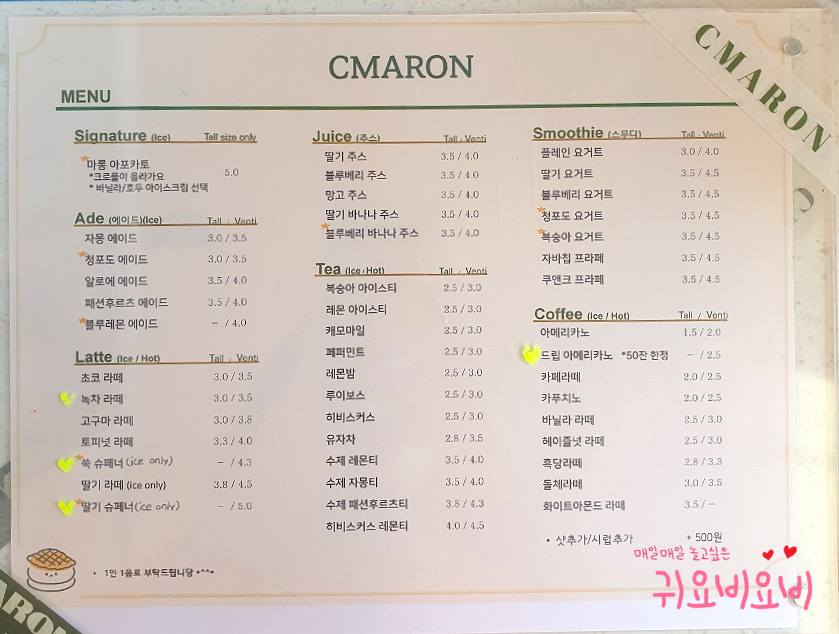 CMARON
CMARON
MENU
Signature (Ice) Tall size only
마롱 아포카토 5.0
*크로플이 올라가요
* 바닐라/호두 아이스크림 선택
Ade (에이드)(Ice) Tall / Venti
자몽 에이드 3.0 / 3.5
청포도 에이드 3.0 / 3.5
알로에 에이드 3.5 / 4.0
패션후르츠 에이드 3.5 / 4.0
블루레몬 에이드 - / 4.0
Latte (Ice / Hot) Tall / Venti
초코 라떼 3.0 / 3.5
녹차 라떼 3.0 / 3.5
고구마 라떼 3.0 / 3.8
토피넛 라떼 3.3 / 4.0
쑥 슈페너 (ice only) - / 4.3
딸기 라떼 (ice only) 3.8 / 4.5
딸기 슈페너 (ice only) - / 5.0
• 1인 1음료 부탁드립니당 *^^*
Juice (주스) Tall / Venti
딸기 주스 3.5 / 4.0
블루베리 주스 3.5 / 4.0
망고 주스 3.5 / 4.0
딸기 바나나 주스 3.5 / 4.0
블루베리 바나나 주스 3.5 / 4.0
Tea (Ice / Hot) Tall / Venti
복숭아 아이스티 2.5 / 3.0
레몬 아이스티 2.5 / 3.0
캐모마일 2.5 / 3.0
페퍼민트 2.5 / 3.0
레몬밤 2.5 / 3.0
루이보스 2.5 / 3.0
히비스커스 2.5 / 3.0
유자차 2.8 / 3.5
수제 레몬티 3.5 / 4.0
수제 자몽티 3.5 / 4.0
수제 패션후르츠티 3.8 / 4.3
히비스커스 레몬티 4.0 / 4.5
Smoothie (스무디) Tall / Venti
플레인 요거트 3.0 / 4.0
딸기 요거트 3.5 / 4.5
블루베리 요거트 3.5 / 4.5
청포도 요거트 3.5 / 4.5
복숭아 요거트 3.5 / 4.5
자바칩 프라페 3.5 / 4.5
쿠앤크 프라페 3.5 / 4.5
Coffee (Ice / Hot) Tall / Venti
아메리카노 1.5 / 2.0
드립 아메리카노 *50잔 한정 - / 2.5
카페라떼 2.0 / 2.5
카푸치노 2.0 / 2.5
바닐라 라떼 2.5 / 3.0
헤이즐넛 라떼 2.5 / 3.0
흑당라떼 2.8 / 3.3
돌체라떼 3.0 / 3.5
화이트아몬드 라떼 3.5 / -
• 샷추가/시럽추가 + 500원
매일매일 놀고싶은
귀요비요비